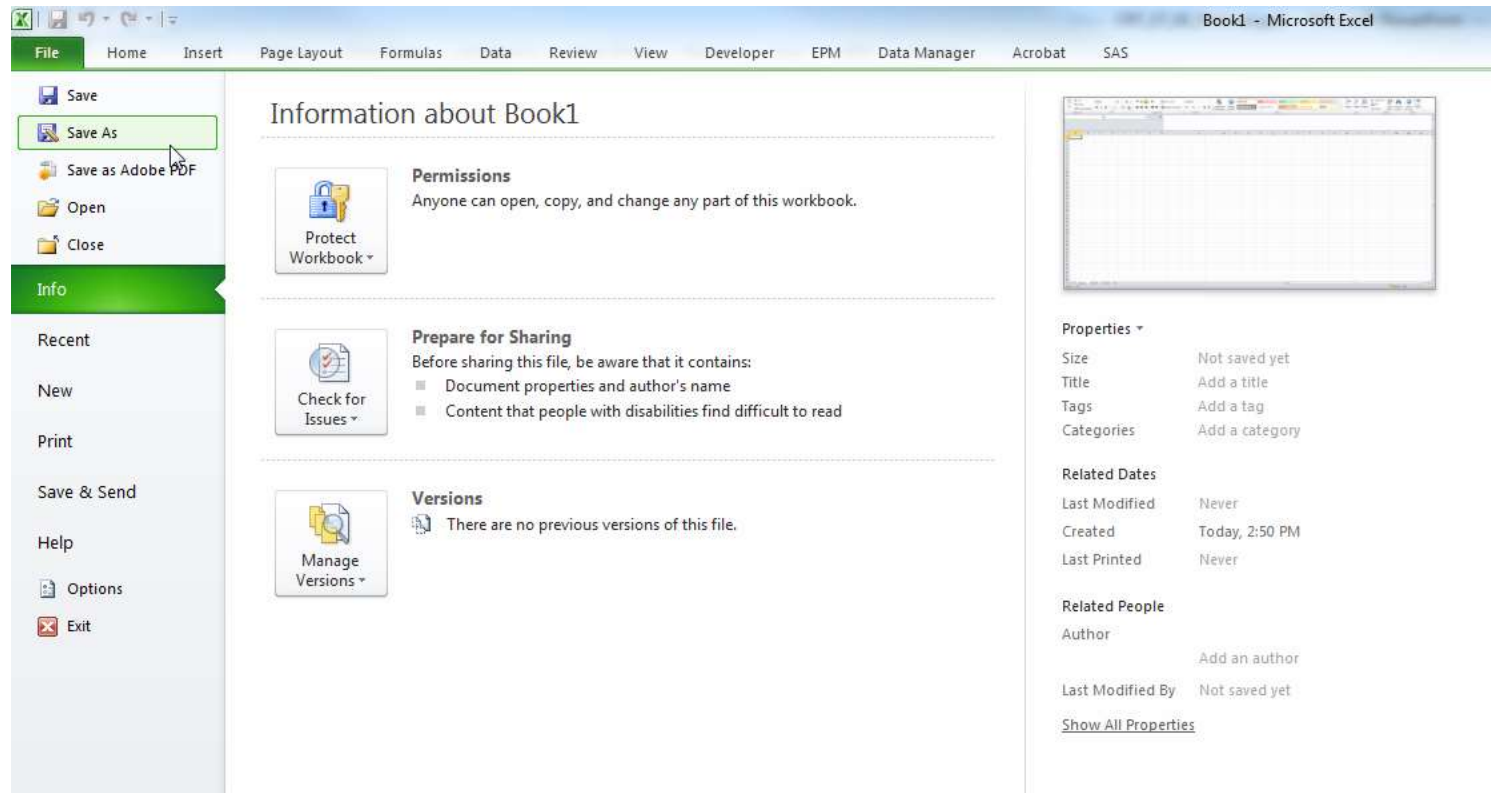 Book1 - Microsoft Excel
File Home Insert Page Layout Formulas Data Review View Developer EPM Data Manager Acrobat SAS
Save
Save As
Save as Adobe PDF
Open
Close
Info
Recent
New
Print
Save & Send
Help
Options
Exit
Information about Book1
Protect
Workbook
Permissions
Anyone can open, copy, and change any part of this workbook.
Check for
Issues
Prepare for Sharing
Before sharing this file, be aware that it contains:
Document properties and author's name
Content that people with disabilities find difficult to read
Manage
Versions
Versions
There are no previous versions of this file.
Properties
Size Not saved yet
Title Add a title
Tags Add a tag
Categories Add a category
Related Dates
Last Modified Never
Created Today, 2:50 PM
Last Printed Never
Related People
Author
Add an author
Last Modified By Not saved yet
Show All Properties